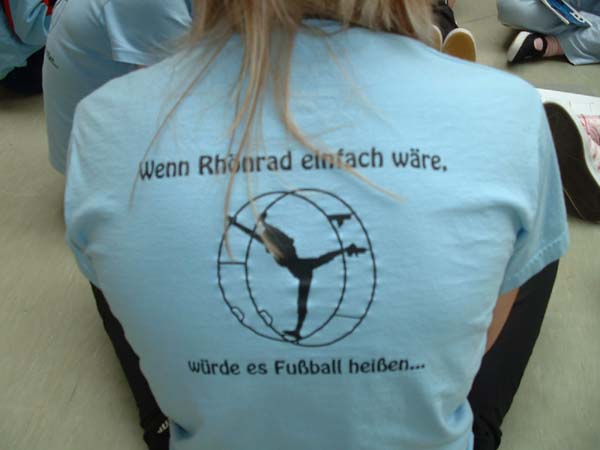 Wenn Rhönrad einfach wäre,
würde es Fußball heißen...